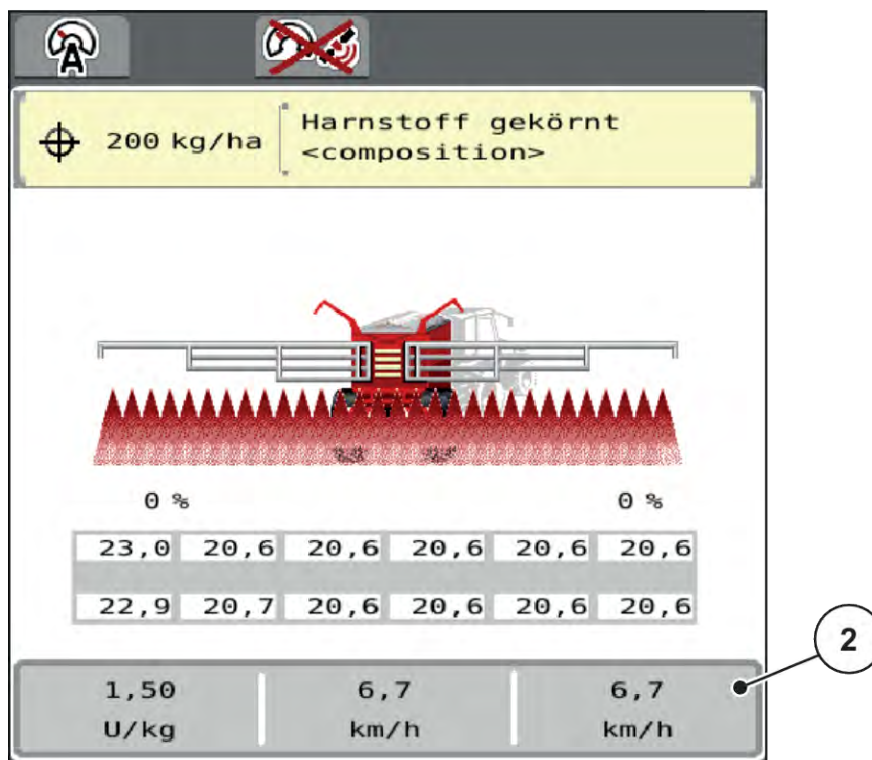 A
200 kg/ha
Harnstoff gekörnt
<composition>
0 % 0 %
23,0 20,6 20,6 20,6 20,6 20,6
22,9 20,7 20,6 20,6 20,6 20,6
2
1,50 6,7 6,7
U/kg km/h km/h